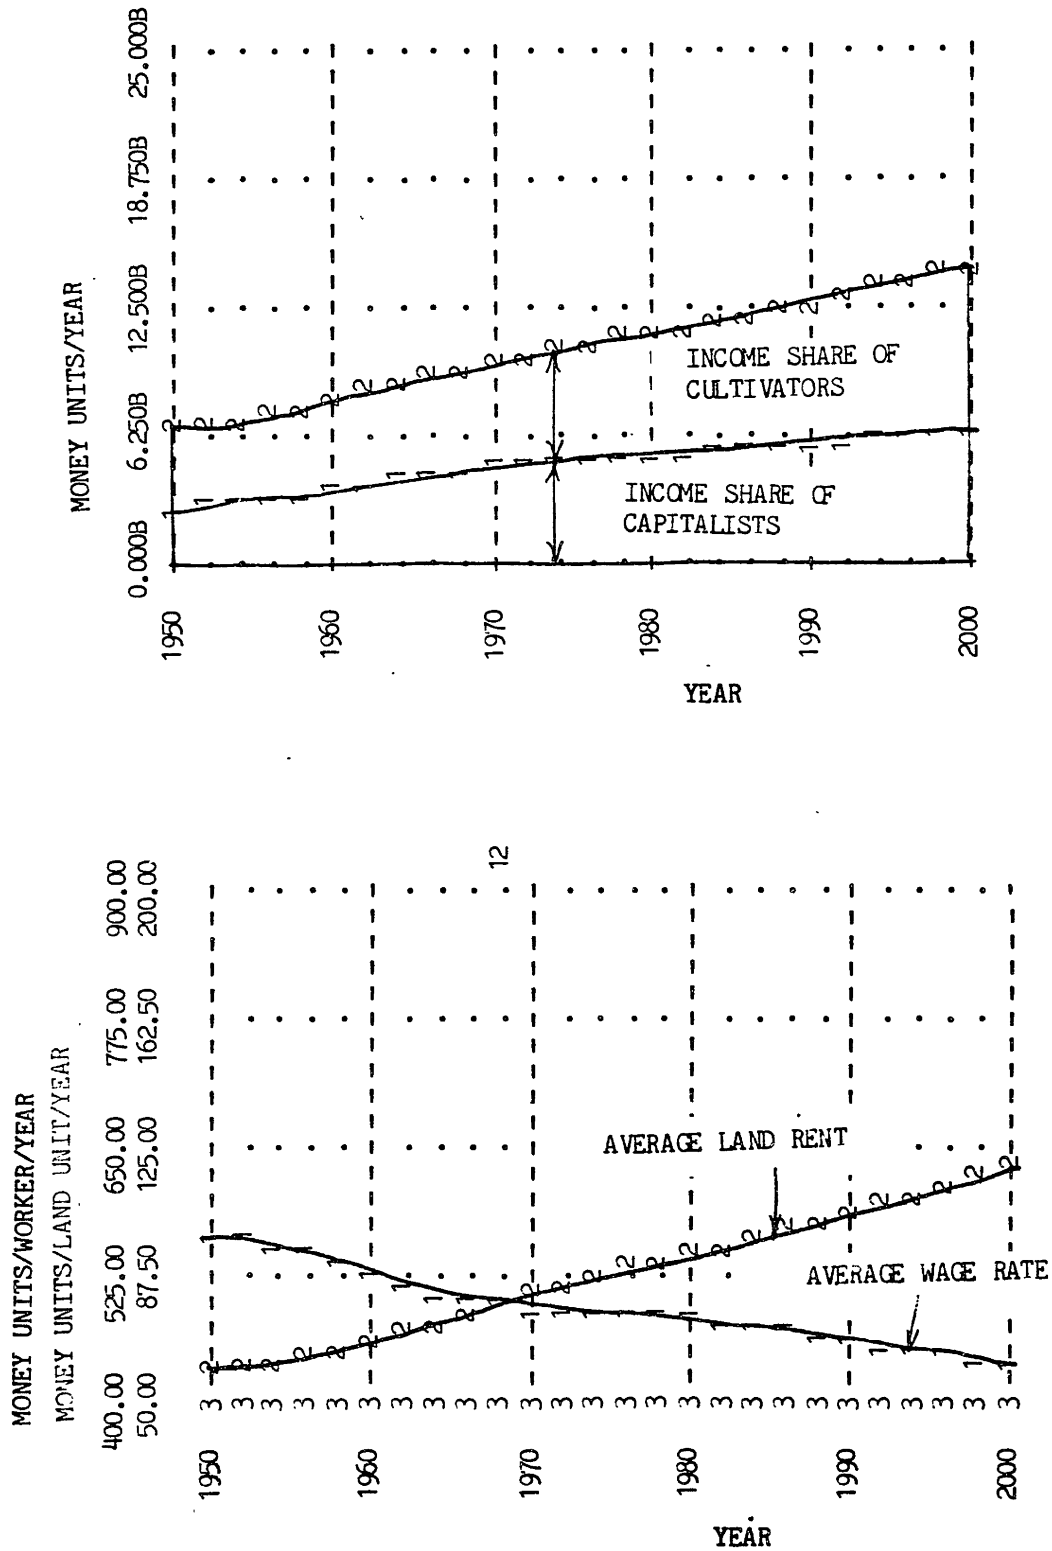 MONEY UNITS/YEAR
0.000B 6.250B 12.500B 18.750B 25.000B
INCOME SHARE OF
CULTIVATORS
INCOME SHARE OF
CAPITALISTS
1950
1960
1970
1980
1990
2000
YEAR
MONEY UNITS/WORKER/YEAR
MONEY UNITS/LAND UNIT/YEAR
400.00 525.00 650.00 775.00 900.00
50.00 87.50 125.00 162.50 200.00
12
AVERAGE LAND RENT
AVERAGE WAGE RATE
1950
1960
1970
1980
1990
2000
YEAR